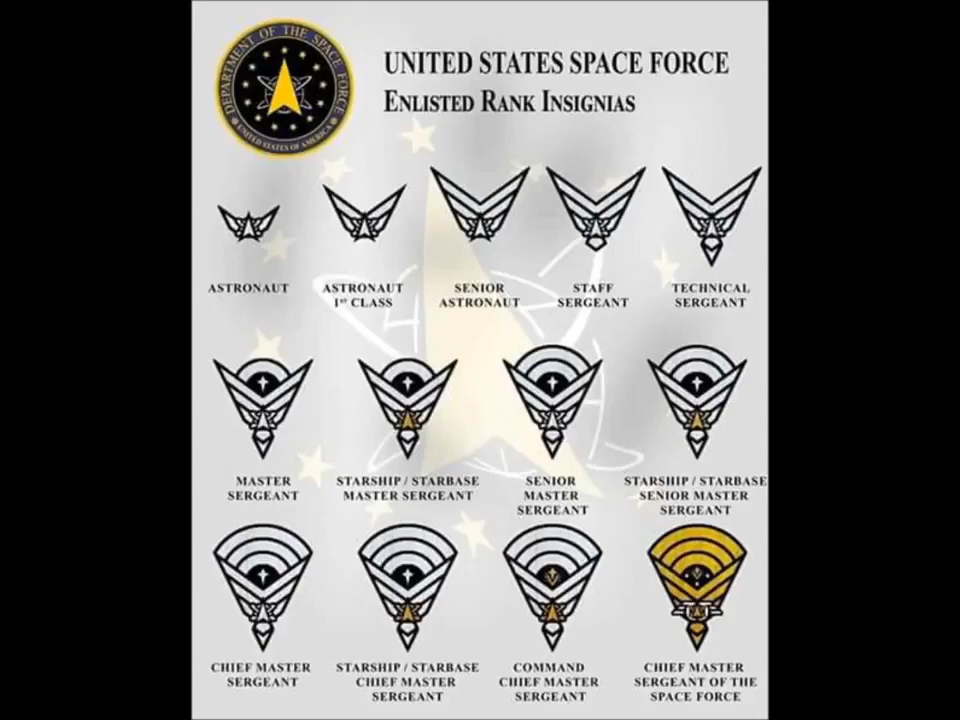 DEPARTMENT OF THE SPACE FORCE
UNITED STATES OF AMERICA
UNITED STATES SPACE FORCE
ENLISTED RANK INSIGNIAS
ASTRONAUT
ASTRONAUT
1ST CLASS
SENIOR
ASTRONAUT
STAFF
SERGEANT
TECHNICAL
SERGEANT
MASTER
SERGEANT
STARSHIP / STARBASE
MASTER SERGEANT
SENIOR
MASTER
SERGEANT
STARSHIP / STARBASE
SENIOR MASTER
SERGEANT
CHIEF MASTER
SERGEANT
STARSHIP / STARBASE
CHIEF MASTER
SERGEANT
COMMAND
CHIEF MASTER
SERGEANT
CHIEF MASTER
SERGEANT OF THE
SPACE FORCE